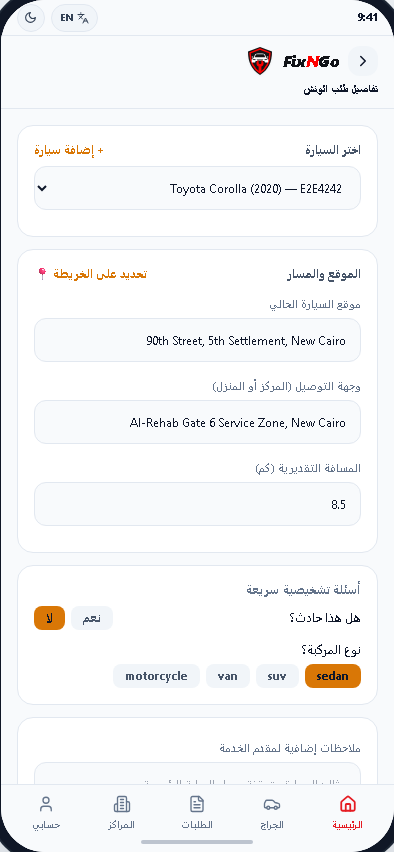 9:41
EN
FixNGo
تفاصيل طلب الونش
اختر السيارة
+ إضافة سيارة
Toyota Corolla (2020) — E2E4242
الموقع والمسار
تحديد على الخريطة
موقع السيارة الحالي
90th Street, 5th Settlement, New Cairo
وجهة التوصيل (المركز أو المنزل)
Al-Rehab Gate 6 Service Zone, New Cairo
المسافة التقديرية (كم)
8.5
أسئلة تشخيصية سريعة
هل هذا حادث؟
نعم
لا
نوع المركبة؟
sedan
suv
van
motorcycle
ملاحظات إضافية لمقدم الخدمة
الرئيسية
الجراج
الطلبات
المراكز
حسابي